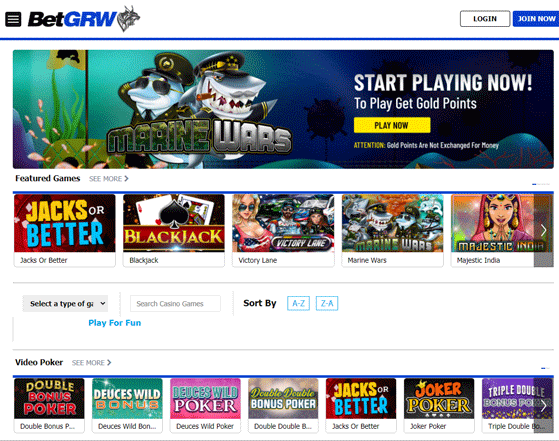 BetGRW
LOGIN
JOIN NOW
MARINE WARS
START PLAYING NOW!
To Play Get Gold Points
PLAY NOW
ATTENTION: Gold Points Are Not Exchanged For Money
Featured Games SEE MORE
JACKS OR BETTER
BLACKJACK
VICTORY LANE
MARINE WARS
MAJESTIC INDIA
Jacks Or Better
Blackjack
Victory Lane
Marine Wars
Majestic India
Select a type of ga
Search Casino Games
Sort By
A-Z
Z-A
Play For Fun
Video Poker SEE MORE
DOUBLE BONUS POKER
DEUCES WILD BONUS
DEUCES WILD POKER
Double Double BONUS POKER
JACKS OR BETTER
JOKER POKER
TRIPLE DOUBLE BONUS POKER
Double Bonus P...
Deuces Wild Bon...
Deuces Wild Poker
Double Double B...
Jacks Or Better
Joker Poker
Triple Double Bo...